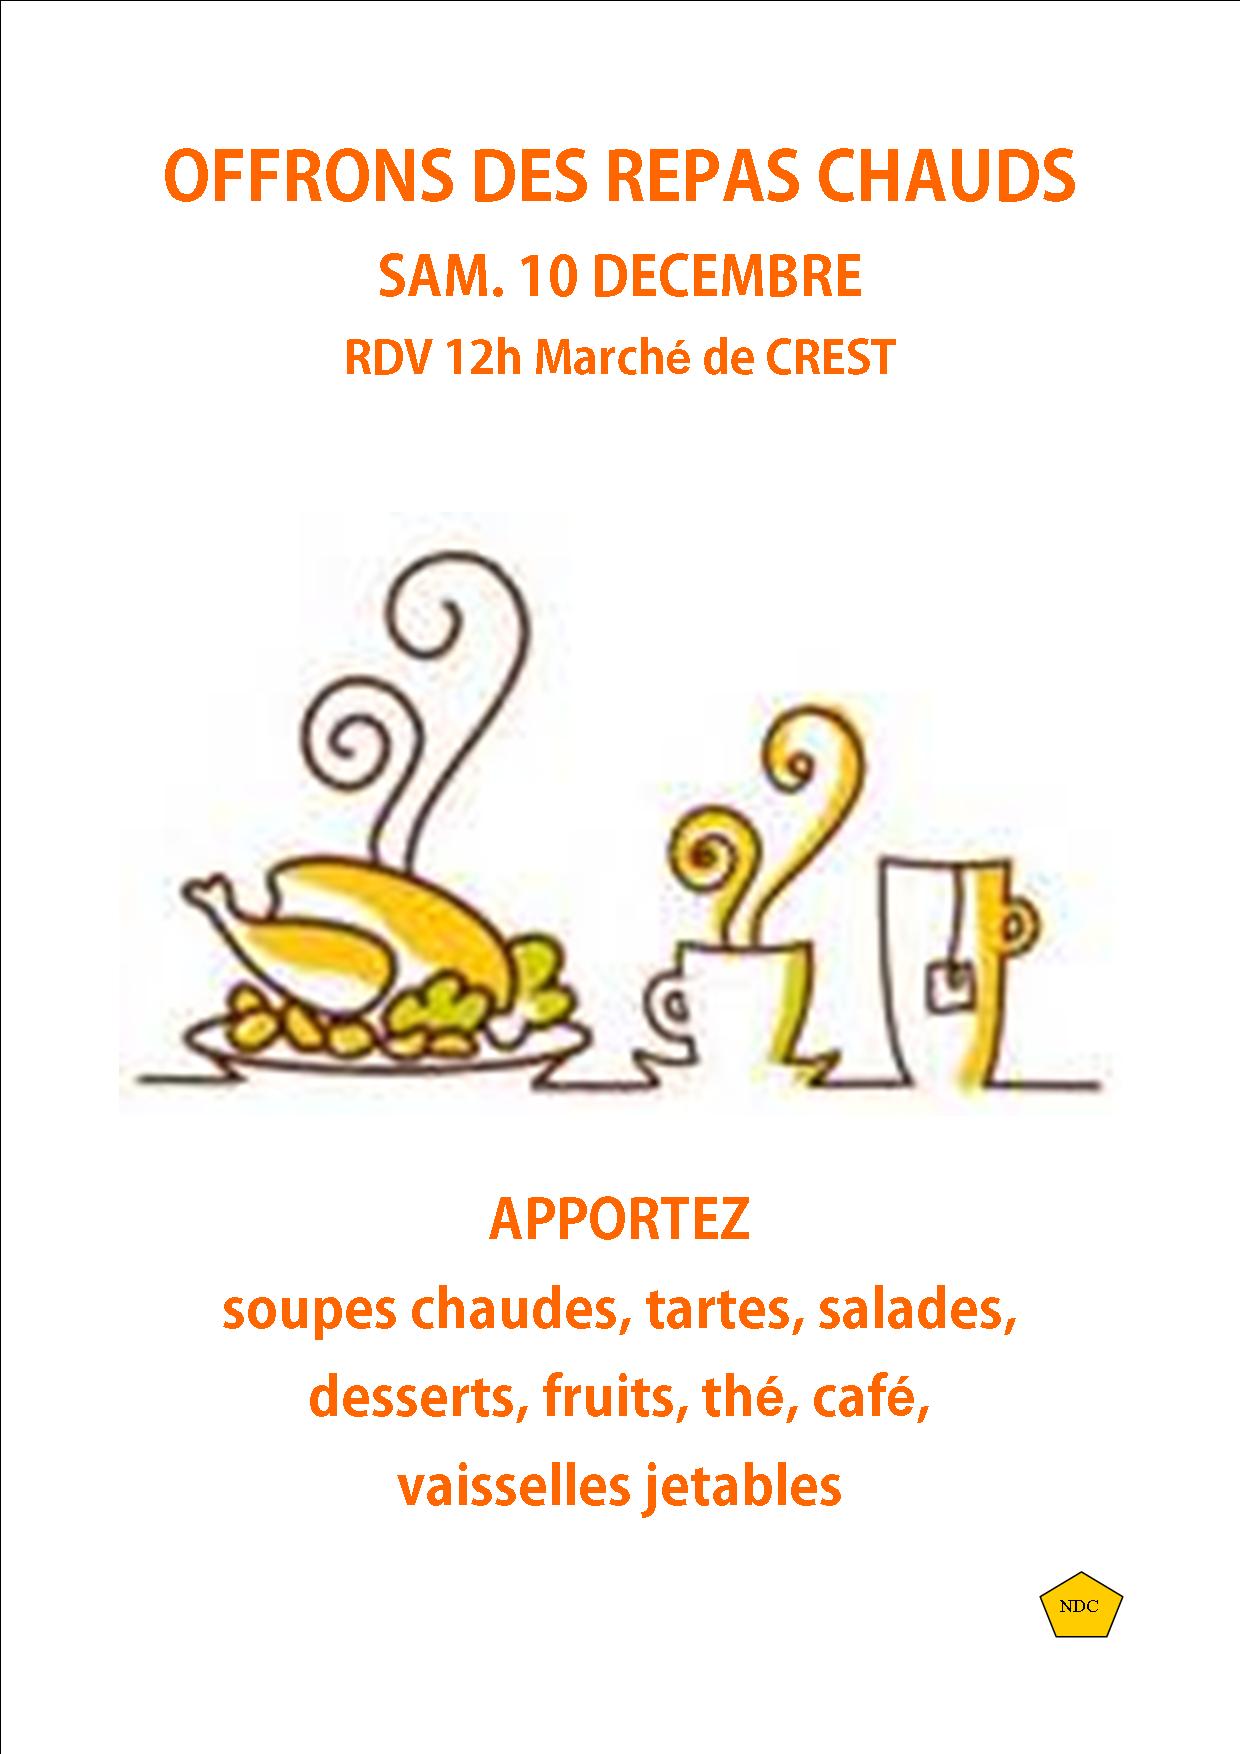 OFFRONS DES REPAS CHAUDS
SAM. 10 DECEMBRE
RDV 12h Marché de CREST
APPORTEZ
soupes chaudes, tartes, salades,
desserts, fruits, thé, café,
vaisselles jetables
NDC